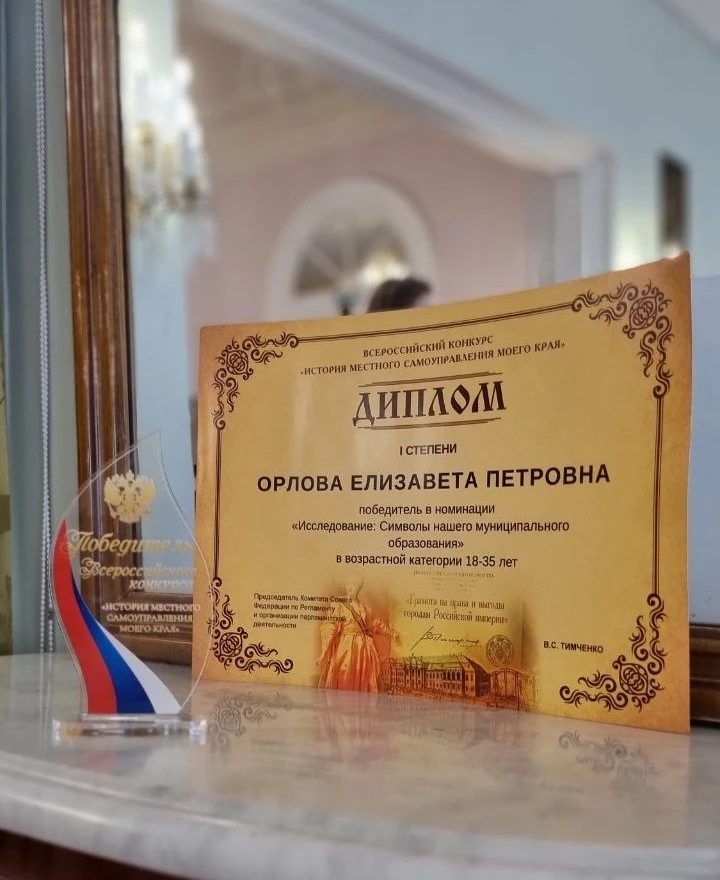 ВСЕРОССИЙСКИЙ КОНКУРС
«ИСТОРИЯ МЕСТНОГО САМОУПРАВЛЕНИЯ МОЕГО КРАЯ»
ДИПЛОМ
I СТЕПЕНИ
ОРЛОВА ЕЛИЗАВЕТА ПЕТРОВНА
победитель в номинации
«Исследование: Символы нашего муниципального
образования»
в возрастной категории 18-35 лет
Председатель Комитета Совета
Федерации по Регламенту
и организации парламентской
деятельности
«Грамота на права и выгоды
городам Российской империи»
В.С. ТИМЧЕНКО
Победитель
Всероссийского
конкурса
«ИСТОРИЯ МЕСТНОГО
САМОУПРАВЛЕНИЯ
МОЕГО КРАЯ»